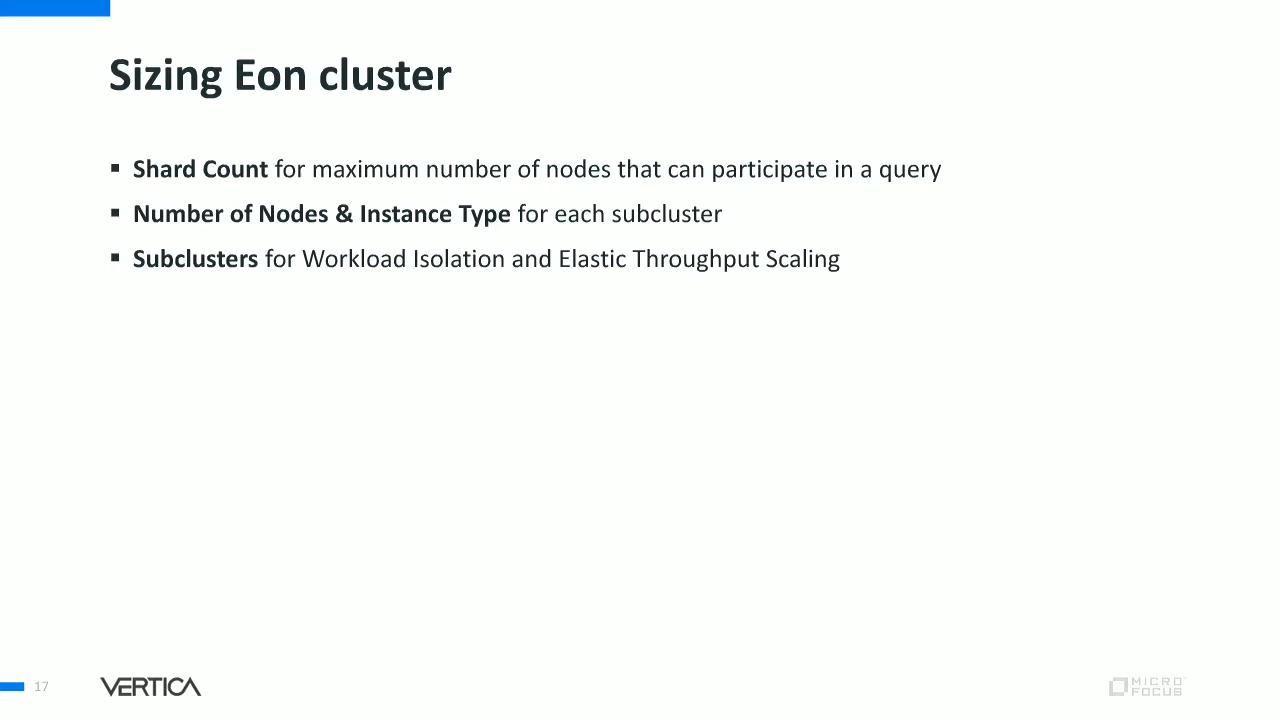 Sizing Eon cluster
▪ Shard Count for maximum number of nodes that can participate in a query
▪ Number of Nodes & Instance Type for each subcluster
▪ Subclusters for Workload Isolation and Elastic Throughput Scaling
17
VERTICA
MICRO
FOCUS